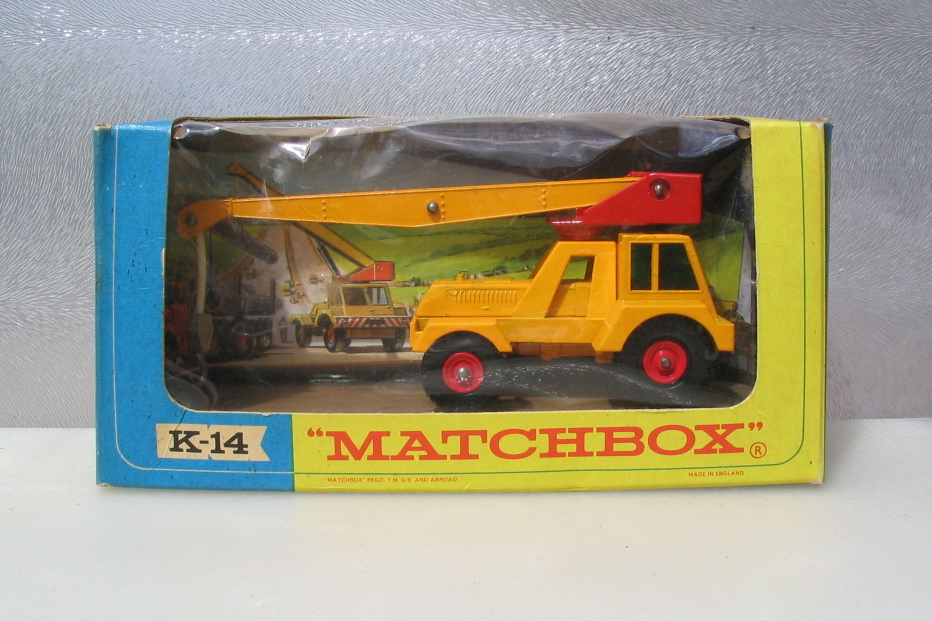 K-14
"MATCHBOX"®
"MATCHBOX" REGD. T.M. G.B. AND ABROAD
MADE IN ENGLAND